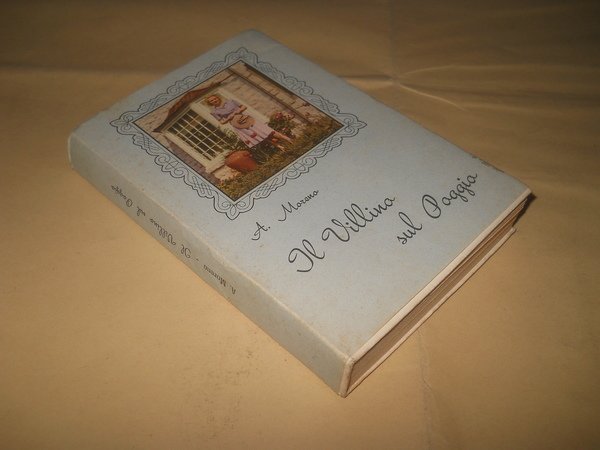 A. Moreno
Il Villino
sul Poggio
A. Moreno - Il Villino sul Poggio